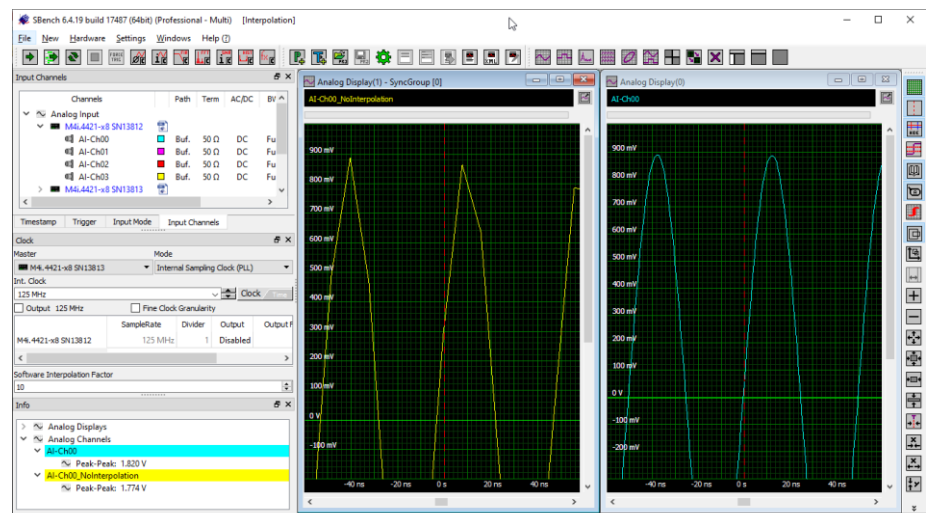 SBench 6.4.19 build 17487 (64bit) (Professional - Multi) [Interpolation]
File New Hardware Settings Windows Help
Input Channels
Channels Path Term AC/DC BV
Analog Input
M4i.4421-x8 SN13812
AI-Ch00 Buf. 50 Ω DC Fu
AI-Ch01 Buf. 50 Ω DC Fu
AI-Ch02 Buf. 50 Ω DC Fu
AI-Ch03 Buf. 50 Ω DC Fu
M4i.4421-x8 SN13813
Timestamp Trigger Input Mode Input Channels
Clock
Master Mode
M4i.4421-x8 SN13813 Internal Sampling Clock (PLL)
Int. Clock
125 MHz Clock Time
Output 125 MHz Fine Clock Granularity
SampleRate Divider Output Output F
M4i.4421-x8 SN13812 125 MHz 1 Disabled
Software Interpolation Factor
10
Info
Analog Displays
Analog Channels
AI-Ch00
Peak-Peak: 1.820 V
AI-Ch00_NoInterpolation
Peak-Peak: 1.774 V
Analog Display(1) - SyncGroup [0]
AI-Ch00_NoInterpolation
900 mV
800 mV
700 mV
600 mV
500 mV
400 mV
300 mV
200 mV
100 mV
0 V
-100 mV
-40 ns -20 ns 0 s 20 ns 40 ns
Analog Display(0)
AI-Ch00
900 mV
800 mV
700 mV
600 mV
500 mV
400 mV
300 mV
200 mV
100 mV
0 V
-100 mV
-200 mV
-40 ns -20 ns 0 s 20 ns 40 ns